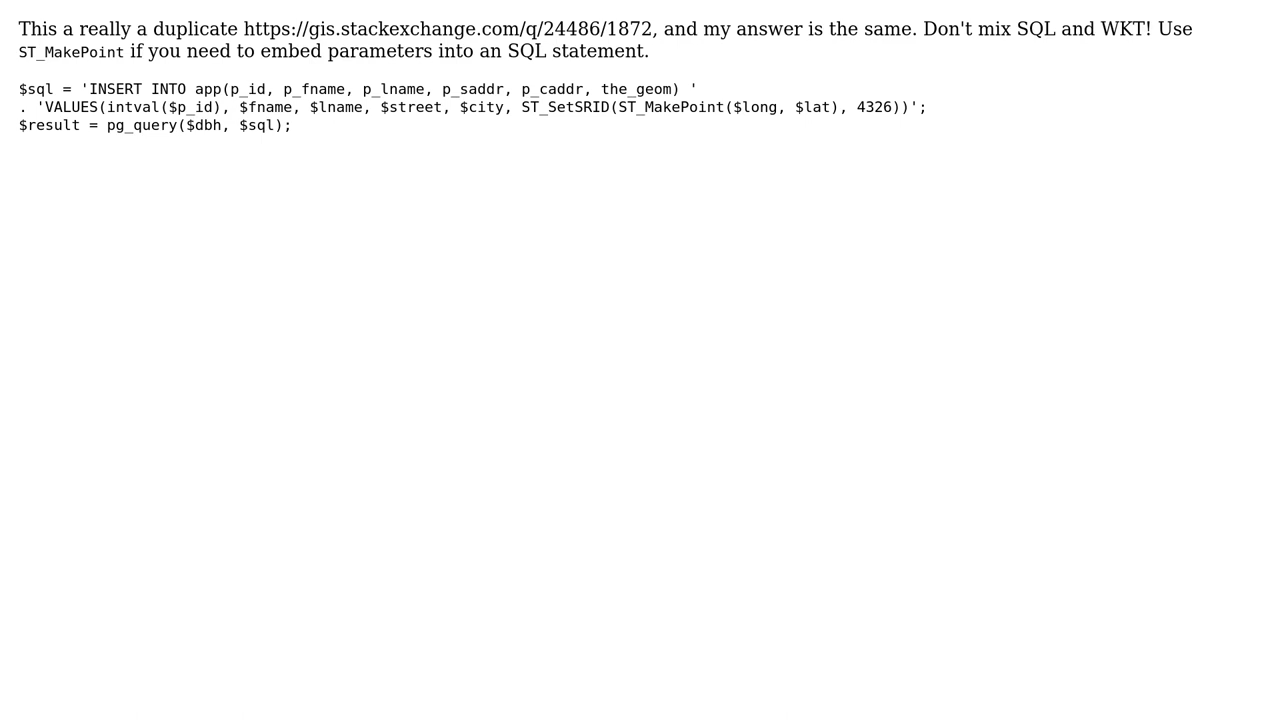 This a really a duplicate https://gis.stackexchange.com/q/24486/1872, and my answer is the same. Don't mix SQL and WKT! Use
ST_MakePoint if you need to embed parameters into an SQL statement.
$sql = 'INSERT INTO app(p_id, p_fname, p_lname, p_saddr, p_caddr, the_geom) '
. 'VALUES(intval($p_id), $fname, $lname, $street, $city, ST_SetSRID(ST_MakePoint($long, $lat), 4326))';
$result = pg_query($dbh, $sql);